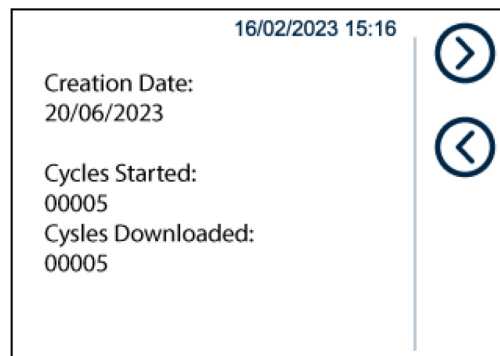 16/02/2023 15:16
Creation Date:
20/06/2023
Cycles Started:
00005
Cysles Downloaded:
00005